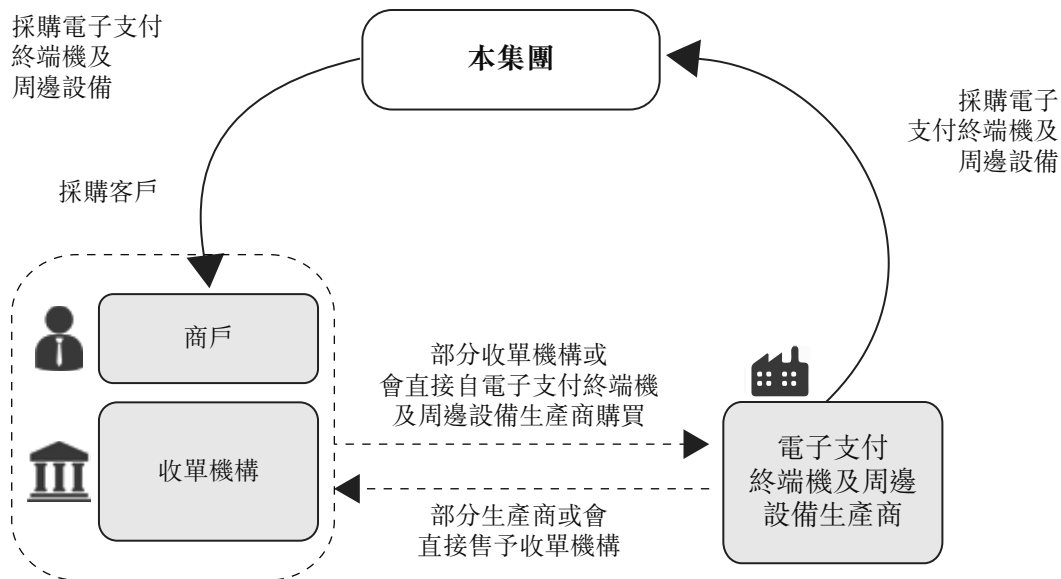 採購電子支付
終端機及
周邊設備
本集團
採購電子
支付終端機及
周邊設備
採購客戶
商戶
收單機構
部分收單機構或
會直接自電子支付終端機
及周邊設備生產商購買
部分生產商或會
直接售予收單機構
電子支付
終端機及周邊
設備生產商